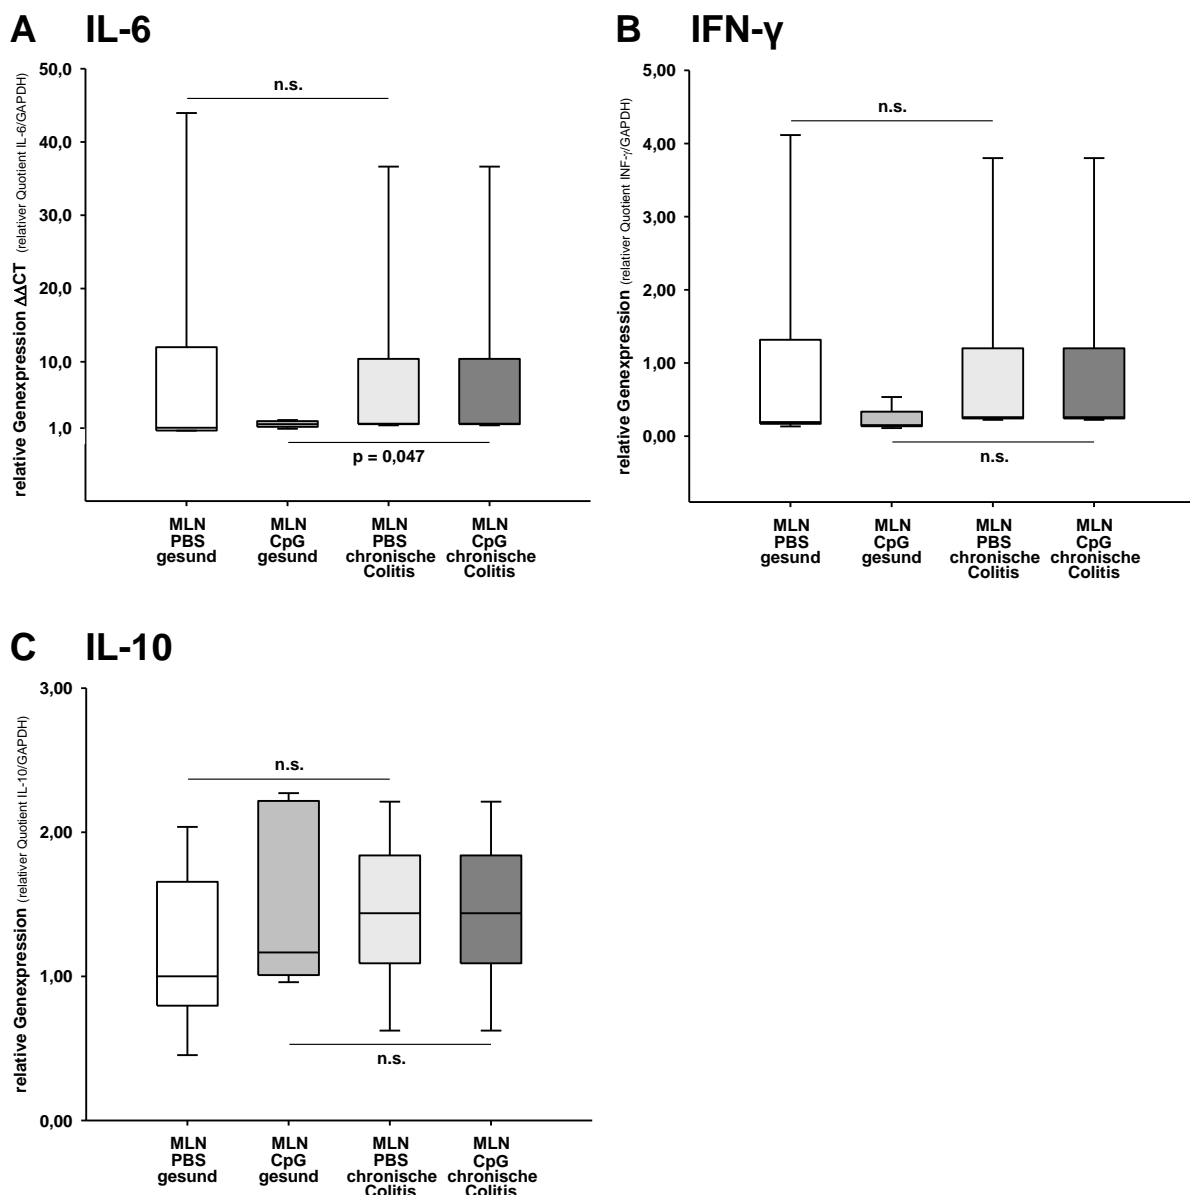 A IL-6
relative Genexpression ΔΔCT (relativer Quotient IL-6/GAPDH)
50,0
40,0
30,0
20,0
10,0
1,0
n.s.
p = 0,047
MLN
PBS
gesund
MLN
CpG
gesund
MLN
PBS
chronische
Colitis
MLN
CpG
chronische
Colitis
B IFN-γ
relative Genexpression (relativer Quotient INF-γ/GAPDH)
5,00
4,00
3,00
2,00
1,00
0,00
n.s.
n.s.
MLN
PBS
gesund
MLN
CpG
gesund
MLN
PBS
chronische
Colitis
MLN
CpG
chronische
Colitis
C IL-10
relative Genexpression (relativer Quotient IL-10/GAPDH)
3,00
2,00
1,00
0,00
n.s.
n.s.
MLN
PBS
gesund
MLN
CpG
gesund
MLN
PBS
chronische
Colitis
MLN
CpG
chronische
Colitis